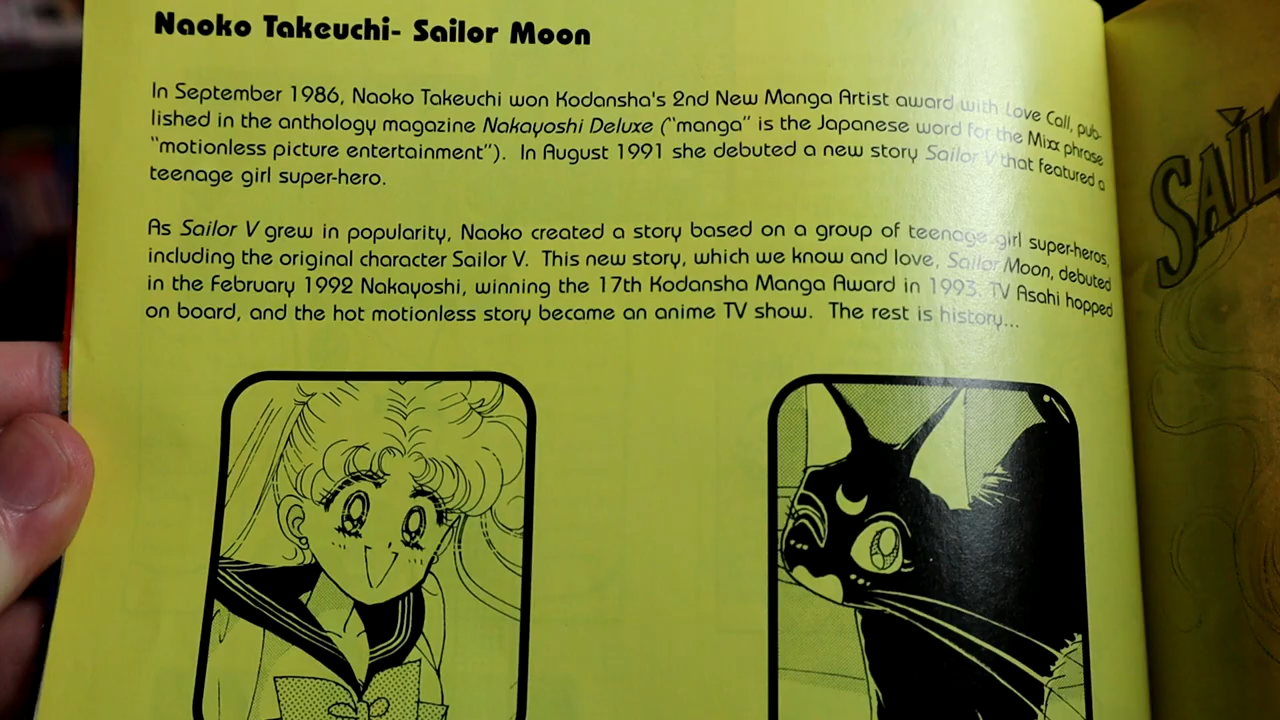 Naoko Takeuchi- Sailor Moon
In September 1986, Naoko Takeuchi won Kodansha's 2nd New Manga Artist award with Love Call, pub-
lished in the anthology magazine Nakayoshi Deluxe ("manga" is the Japanese word for the Mixx phrase
"motionless picture entertainment"). In August 1991 she debuted a new story Sailor V that featured a
teenage girl super-hero.
As Sailor V grew in popularity, Naoko created a story based on a group of teenage girl super-heros,
including the original character Sailor V. This new story, which we know and love, Sailor Moon, debuted
in the February 1992 Nakayoshi, winning the 17th Kodansha Manga Award in 1993. TV Asahi hopped
on board, and the hot motionless story became an anime TV show. The rest is history...